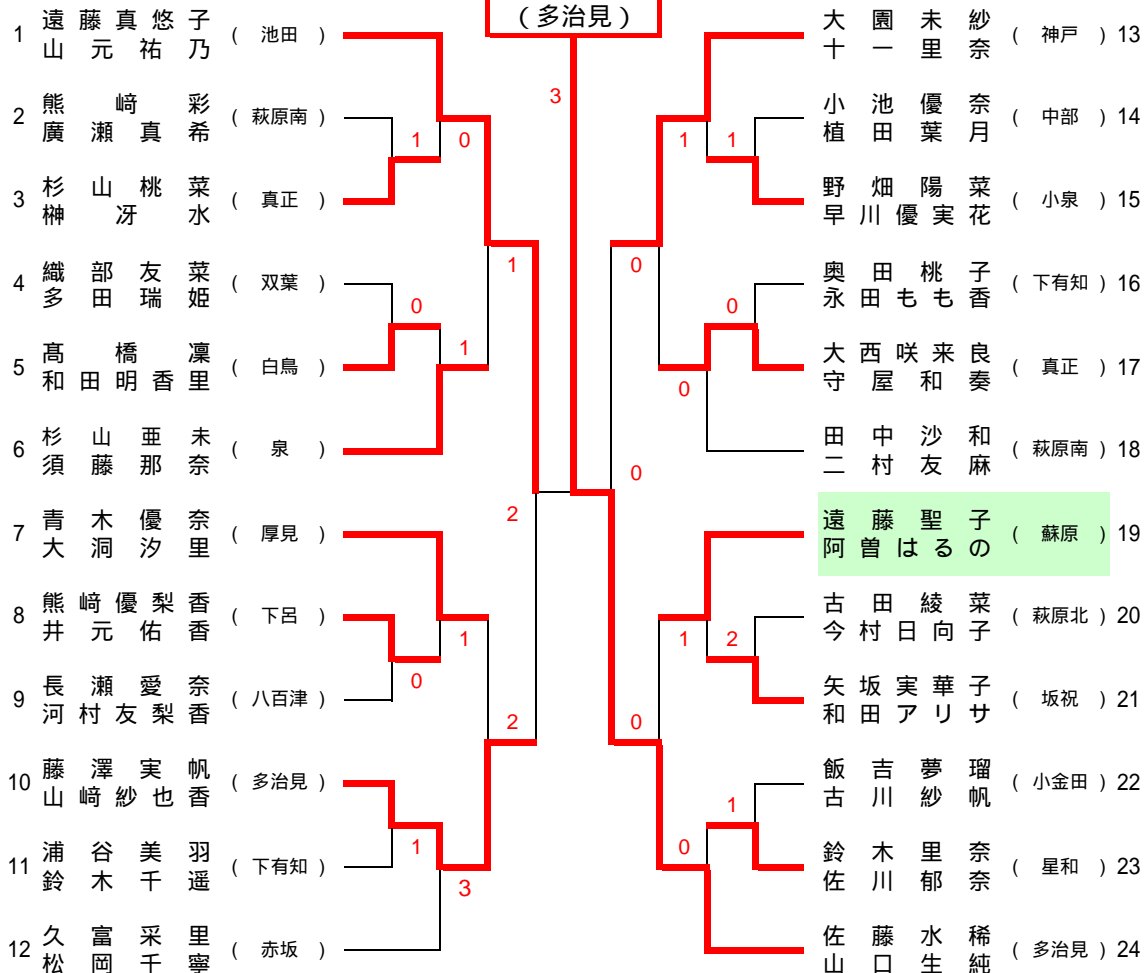 (多治見)
1 遠藤真悠子 山元祐乃 ( 池田 )
2 熊﨑彩 廣瀬真希 ( 萩原南 )
3 杉山桃菜 榊冴水 ( 真正 )
4 織部友菜 多田瑞姫 ( 双葉 )
5 髙橋凜 和田明香里 ( 白鳥 )
6 杉山亜未 須藤那奈 ( 泉 )
7 青木優奈 大洞汐里 ( 厚見 )
8 熊﨑優梨香 井元佑香 ( 下呂 )
9 長瀬愛奈 河村友梨香 ( 八百津 )
10 藤澤実帆 山﨑紗也香 ( 多治見 )
11 浦谷美羽 鈴木千遥 ( 下有知 )
12 久富采里 松岡千寧 ( 赤坂 )
1
0
0
1
1
1
0
1
3
2
2
3
大園未紗 十一里奈 ( 神戸 ) 13
小池優奈 植田葉月 ( 中部 ) 14
野畑陽菜 早川優実花 ( 小泉 ) 15
奥田桃子 永田もも香 ( 下有知 ) 16
大西咲来良 守屋和奏 ( 真正 ) 17
田中沙和 二村友麻 ( 萩原南 ) 18
遠藤聖子 阿曽はるの ( 蘇原 ) 19
古田綾菜 今村日向子 ( 萩原北 ) 20
矢坂実華子 和田アリサ ( 坂祝 ) 21
飯吉夢瑠 古川紗帆 ( 小金田 ) 22
鈴木里奈 佐川郁奈 ( 星和 ) 23
佐藤水稀 山口生純 ( 多治見 ) 24
1
1
0
0
0
0
1
2
0
1
0